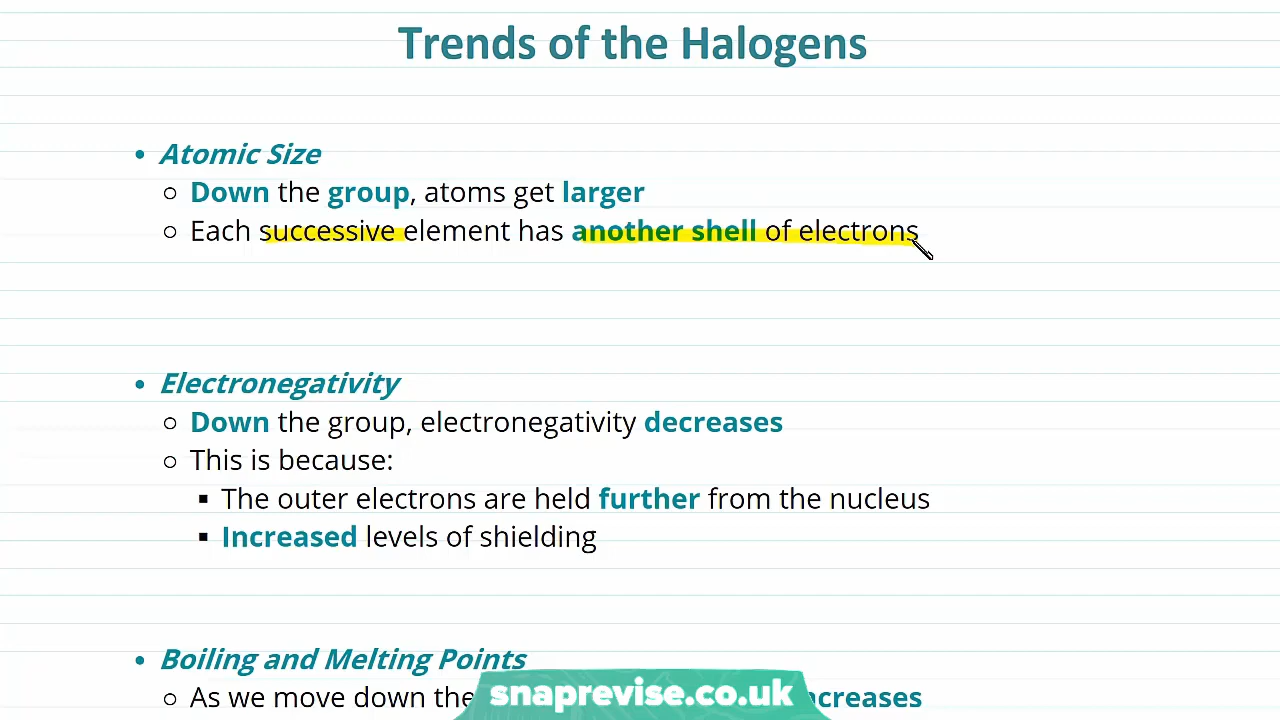 Trends of the Halogens
• Atomic Size
○ Down the group, atoms get larger
○ Each successive element has another shell of electrons
• Electronegativity
○ Down the group, electronegativity decreases
○ This is because:
▪ The outer electrons are held further from the nucleus
▪ Increased levels of shielding
• Boiling and Melting Points
○ As we move down the
snaprevise.co.uk